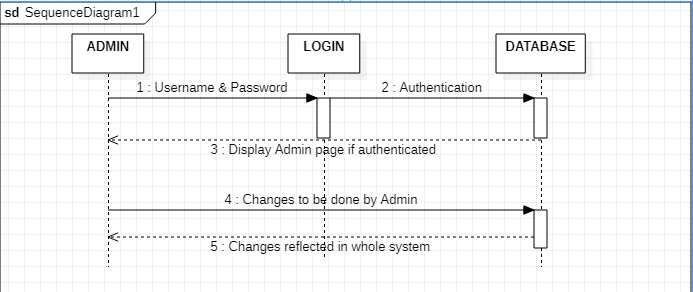 sd SequenceDiagram1
ADMIN
LOGIN
DATABASE
1 : Username & Password
2 : Authentication
3 : Display Admin page if authenticated
4 : Changes to be done by Admin
5 : Changes reflected in whole system